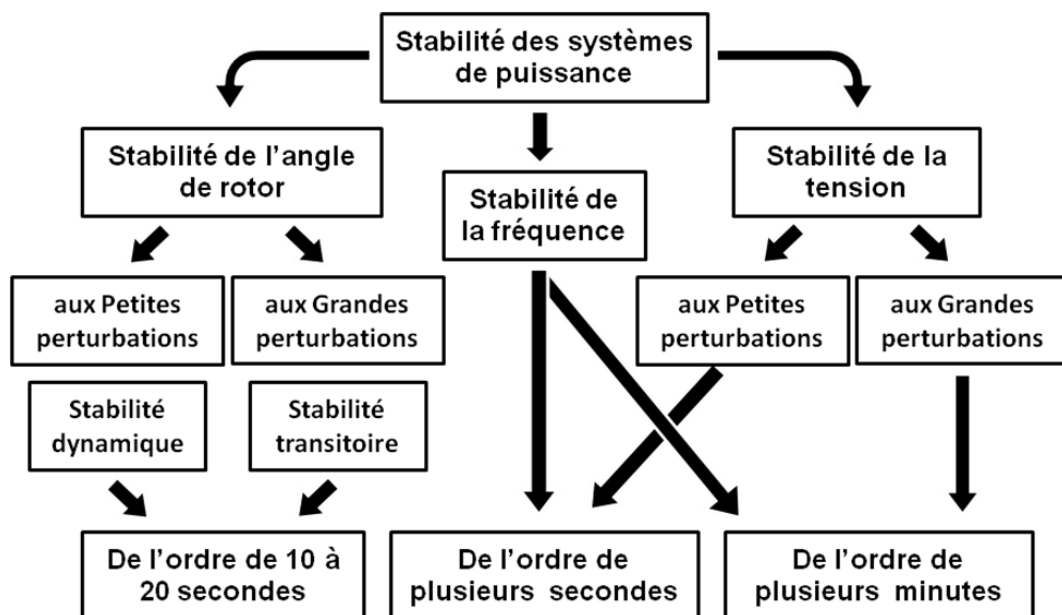 Stabilité des systèmes
de puissance
Stabilité de l’angle
de rotor
Stabilité de
la fréquence
Stabilité de la
tension
aux Petites
perturbations
aux Grandes
perturbations
aux Petites
perturbations
aux Grandes
perturbations
Stabilité
dynamique
Stabilité
transitoire
De l’ordre de 10 à
20 secondes
De l’ordre de
plusieurs secondes
De l’ordre de
plusieurs minutes